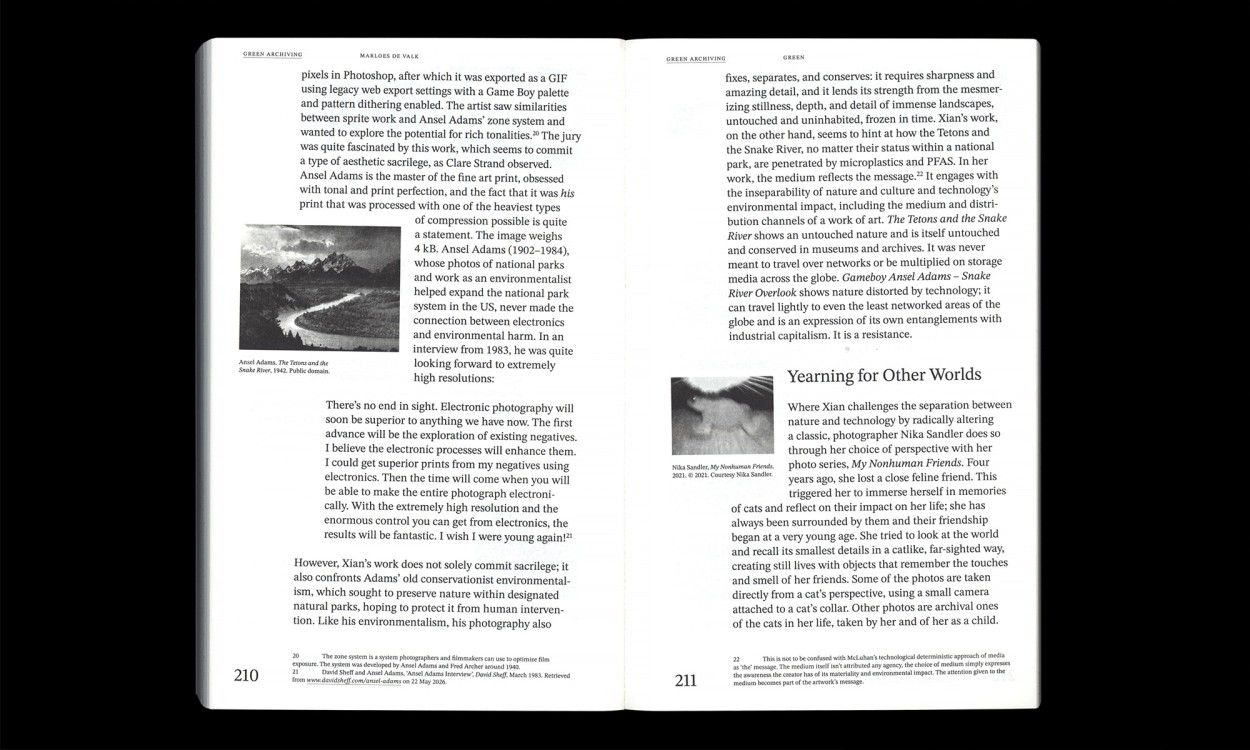 GREEN ARCHIVING
MARLOES DE VALK
pixels in Photoshop, after which it was exported as a GIF
using legacy web export settings with a Game Boy palette
and pattern dithering enabled. The artist saw similarities
between sprite work and Ansel Adams’ zone system and
wanted to explore the potential for rich tonalities.20 The jury
was quite fascinated by this work, which seems to commit
a type of aesthetic sacrilege, as Clare Strand observed.
Ansel Adams is the master of the fine art print, obsessed
with tonal and print perfection, and the fact that it was his
print that was processed with one of the heaviest types
of compression possible is quite
a statement. The image weighs
4 kB. Ansel Adams (1902–1984),
whose photos of national parks
and work as an environmentalist
helped expand the national park
system in the US, never made the
connection between electronics
and environmental harm. In an
interview from 1983, he was quite
looking forward to extremely
high resolutions:
Ansel Adams, The Tetons and the
Snake River, 1942. Public domain.
There’s no end in sight. Electronic photography will
soon be superior to anything we have now. The first
advance will be the exploration of existing negatives.
I believe the electronic processes will enhance them.
I could get superior prints from my negatives using
electronics. Then the time will come when you will
be able to make the entire photograph electroni-
cally. With the extremely high resolution and the
enormous control you can get from electronics, the
results will be fantastic. I wish I were young again!21
However, Xian’s work does not solely commit sacrilege; it
also confronts Adams’ old conservationist environmental-
ism, which sought to preserve nature within designated
natural parks, hoping to protect it from human interven-
tion. Like his environmentalism, his photography also
20 The zone system is a system photographers and filmmakers can use to optimize film
exposure. The system was developed by Ansel Adams and Fred Archer around 1940.
21 David Sheff and Ansel Adams, ‘Ansel Adams Interview’, David Sheff, March 1983. Retrieved
from www.davidsheff.com/ansel-adams on 22 May 2026.
210
GREEN ARCHIVING
GREEN
fixes, separates, and conserves: it requires sharpness and
amazing detail, and it lends its strength from the mesmer-
izing stillness, depth, and detail of immense landscapes,
untouched and uninhabited, frozen in time. Xian’s work,
on the other hand, seems to hint at how the Tetons and
the Snake River, no matter their status within a national
park, are penetrated by microplastics and PFAS. In her
work, the medium reflects the message.22 It engages with
the inseparability of nature and culture and technology’s
environmental impact, including the medium and distri-
bution channels of a work of art. The Tetons and the Snake
River shows an untouched nature and is itself untouched
and conserved in museums and archives. It was never
meant to travel over networks or be multiplied on storage
media across the globe. Gameboy Ansel Adams – Snake
River Overlook shows nature distorted by technology; it
can travel lightly to even the least networked areas of the
globe and is an expression of its own entanglements with
industrial capitalism. It is a resistance.
Yearning for Other Worlds
Where Xian challenges the separation between
nature and technology by radically altering
a classic, photographer Nika Sandler does so
through her choice of perspective with her
photo series, My Nonhuman Friends. Four
years ago, she lost a close feline friend. This
triggered her to immerse herself in memories
of cats and reflect on their impact on her life; she has
always been surrounded by them and their friendship
began at a very young age. She tried to look at the world
and recall its smallest details in a catlike, far-sighted way,
creating still lives with objects that remember the touches
and smell of her friends. Some of the photos are taken
directly from a cat’s perspective, using a small camera
attached to a cat’s collar. Other photos are archival ones
of the cats in her life, taken by her and of her as a child.
Nika Sandler, My Nonhuman Friends,
2021. © 2021. Courtesy Nika Sandler.
22 This is not to be confused with McLuhan’s technological deterministic approach of media
as ‘the’ message. The medium itself isn’t attributed any agency, the choice of medium simply expresses
the awareness the creator has of its materiality and environmental impact. The attention given to the
medium becomes part of the artwork’s message.
211